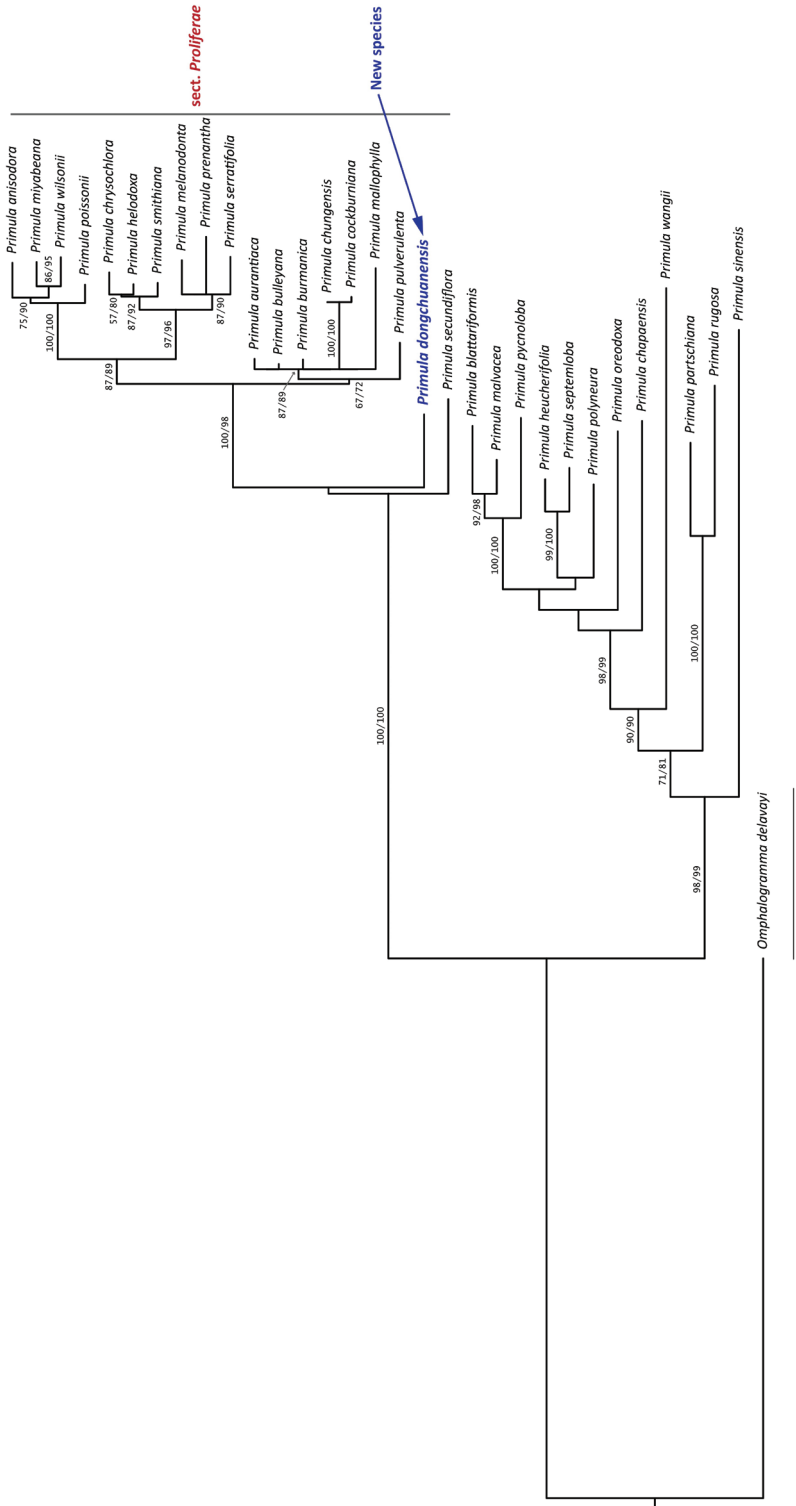 sect. Proliferae
New species
Primula anisodora
Primula miyabeana
Primula wilsonii
Primula poissonii
Primula chrysochlora
Primula helodoxa
Primula smithiana
Primula melanodonta
Primula prenantha
Primula serratifolia
Primula aurantiaca
Primula bulleyana
Primula burmanica
Primula chungensis
Primula cockburniana
Primula mallophylla
Primula pulverulenta
Primula dongchuanensis
Primula secundiflora
Primula blattariformis
Primula malvacea
Primula pycnoloba
Primula heucherifolia
Primula septemloba
Primula polyneura
Primula oreodoxa
Primula chapaensis
Primula wangii
Primula partschiana
Primula rugosa
Primula sinensis
Omphalogramma delavayi
75/90
86/95
100/100
57/80
87/92
97/96
87/90
87/89
100/98
87/89
100/100
67/72
100/100
92/98
100/100
99/100
98/99
90/90
100/100
71/81
98/99